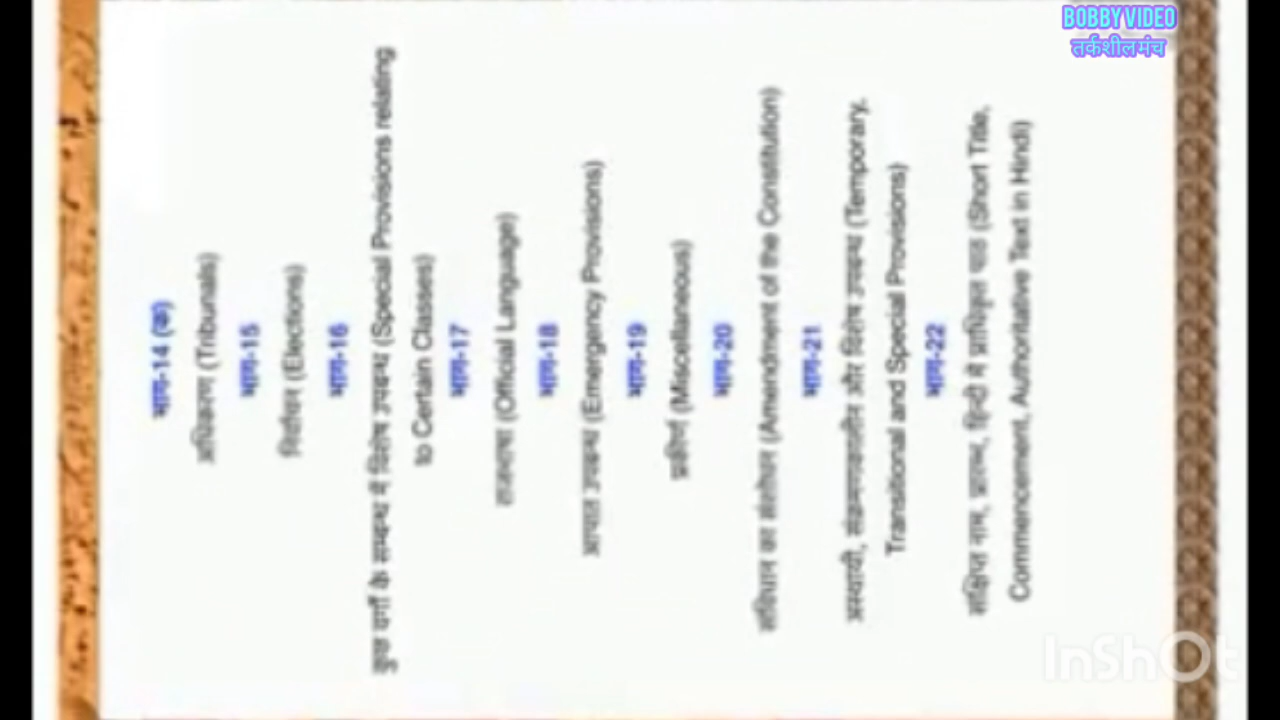 BOBBY VIDEO
तर्कशील मंच
भाग-14 (क)
अधिकरण (Tribunals)
भाग-15
निर्वाचन (Elections)
भाग-16
कुछ वर्गों के सम्बन्ध में विशेष उपबन्ध (Special Provisions relating
to Certain Classes)
भाग-17
राजभाषा (Official Language)
भाग-18
आपात उपबन्ध (Emergency Provisions)
भाग-19
प्रकीर्ण (Miscellaneous)
भाग-20
संविधान का संशोधन (Amendment of the Constitution)
भाग-21
अस्थायी, संक्रमणकालीन और विशेष उपबन्ध (Temporary,
Transitional and Special Provisions)
भाग-22
संक्षिप्त नाम, प्रारम्भ, हिन्दी में प्राधिकृत पाठ (Short Title,
Commencement, Authoritative Text in Hindi)
InShOt